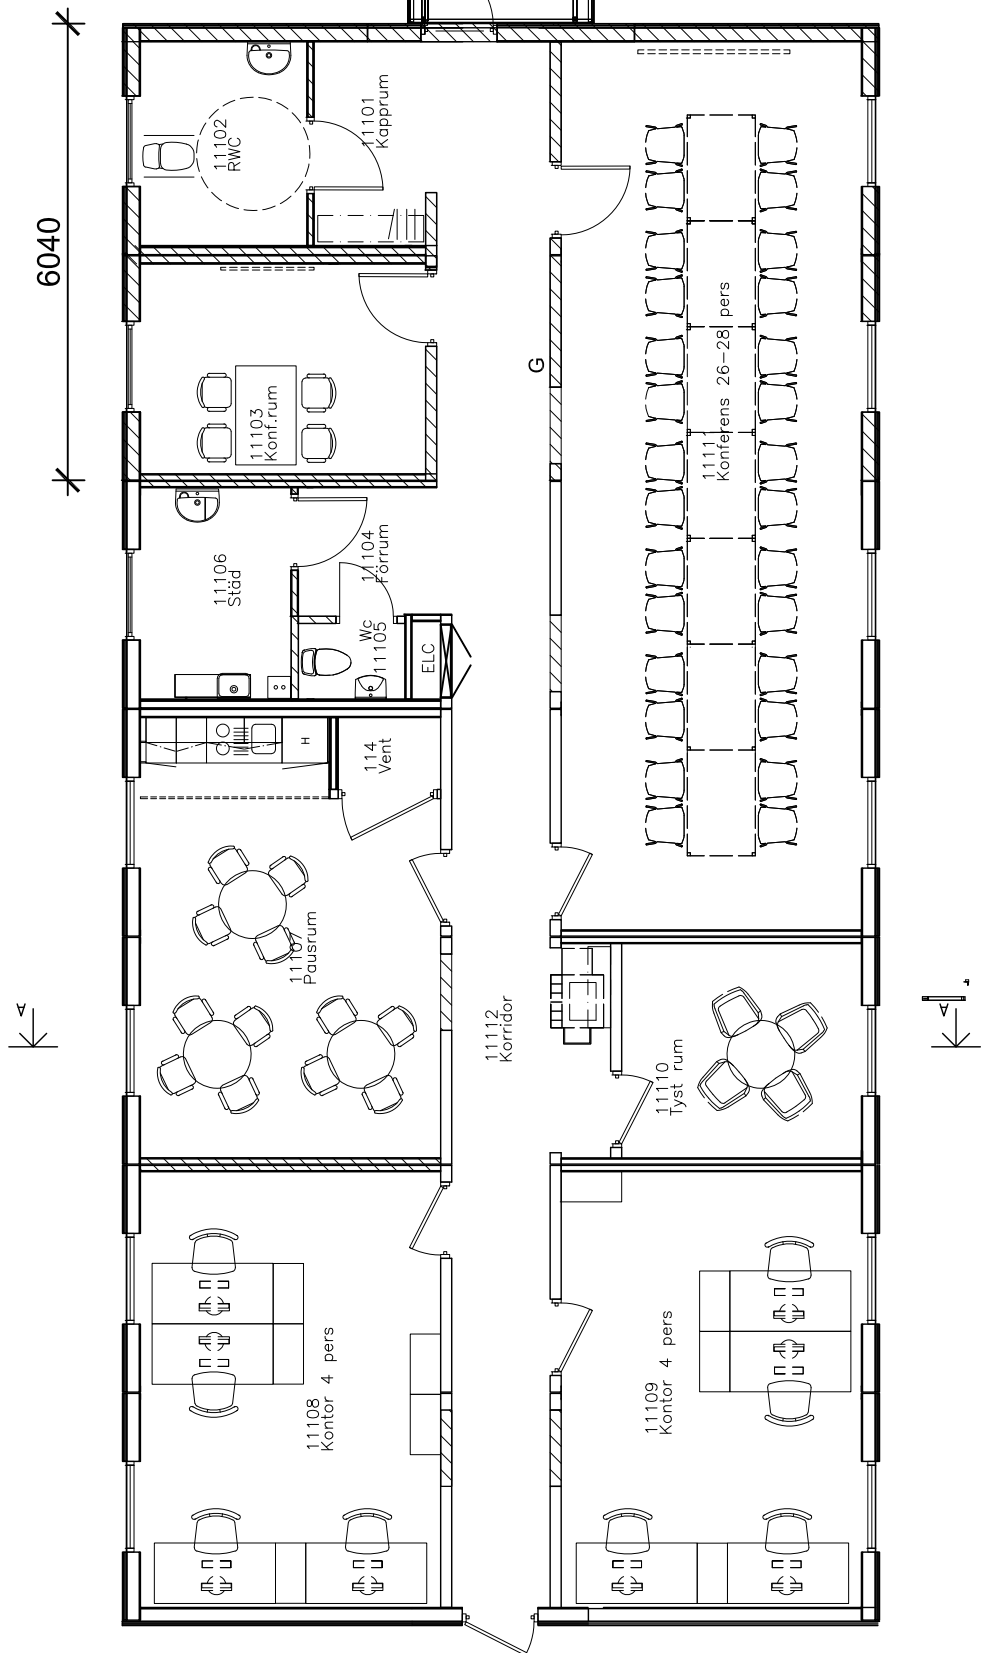 6040
11102
RWC
11101
Kapprum
11103
Konf.rum
G
11111
Konferens 26-28 pers
11106
Städ
11104
Förrum
Wc
11105
ELC
H
114
Vent
11107
Pausrum
A
11112
Korridor
A
11110
Tyst rum
11108
Kontor 4 pers
11109
Kontor 4 pers